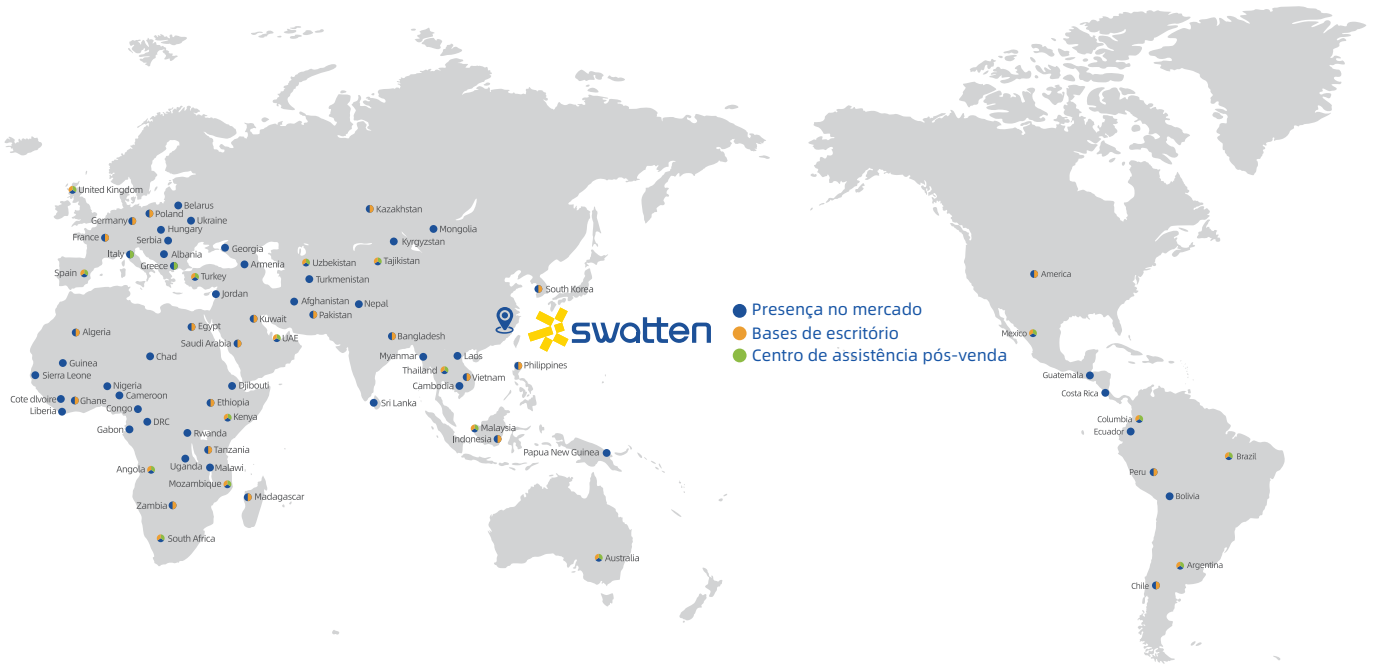 United Kingdom
Belarus
Poland
Germany
Ukraine
Hungary
France
Serbia
Italy
Albania
Greece
Spain
Turkey
Georgia
Armenia
Jordan
Kazakhstan
Mongolia
Kyrgyzstan
Uzbekistan
Tajikistan
Turkmenistan
Afghanistan
Nepal
Pakistan
South Korea
Kuwait
Algeria
Egypt
Saudi Arabia
UAE
Bangladesh
swatten
Presença no mercado
Bases de escritório
Centro de assistência pós-venda
Chad
Guinea
Sierra Leone
Nigeria
Djibouti
Cote dIvoire
Ghane
Cameroon
Liberia
Congo
Ethiopia
Kenya
DRC
Gabon
Rwanda
Tanzania
Uganda
Malawi
Angola
Mozambique
Madagascar
Zambia
South Africa
Myanmar
Laos
Thailand
Vietnam
Cambodia
Philippines
Sri Lanka
Malaysia
Indonesia
Papua New Guinea
Australia
America
Mexico
Guatemala
Costa Rica
Columbia
Ecuador
Brazil
Peru
Bolivia
Argentina
Chile